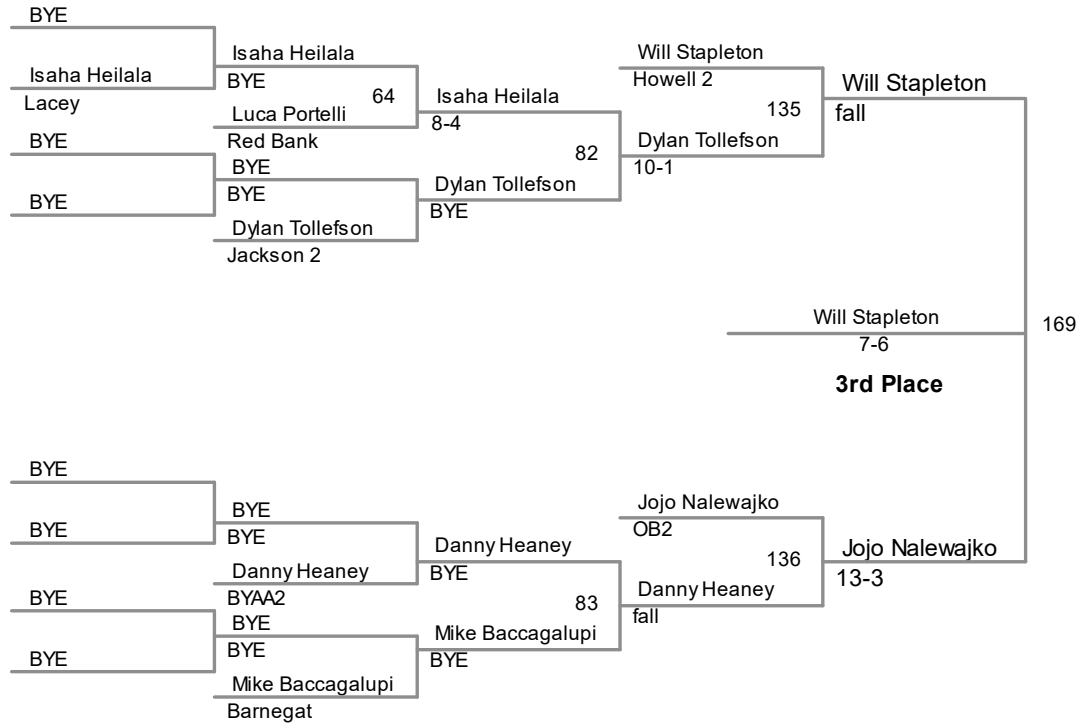 BYE
Isaha Heilala
Lacey
BYE
BYE
Isaha Heilala
BYE
64
Luca Portelli
Red Bank
BYE
BYE
Dylan Tollefson
Jackson 2
Isaha Heilala
8-4
82
Dylan Tollefson
BYE
Will Stapleton
Howell 2
135
Dylan Tollefson
10-1
Will Stapleton
fall
Will Stapleton
7-6
169
3rd Place
BYE
BYE
BYE
BYE
BYE
BYE
Danny Heaney
BYAA2
BYE
BYE
Mike Baccagalupi
Barnegat
Danny Heaney
BYE
83
Mike Baccagalupi
BYE
Jojo Nalewajko
OB2
136
Danny Heaney
fall
Jojo Nalewajko
13-3